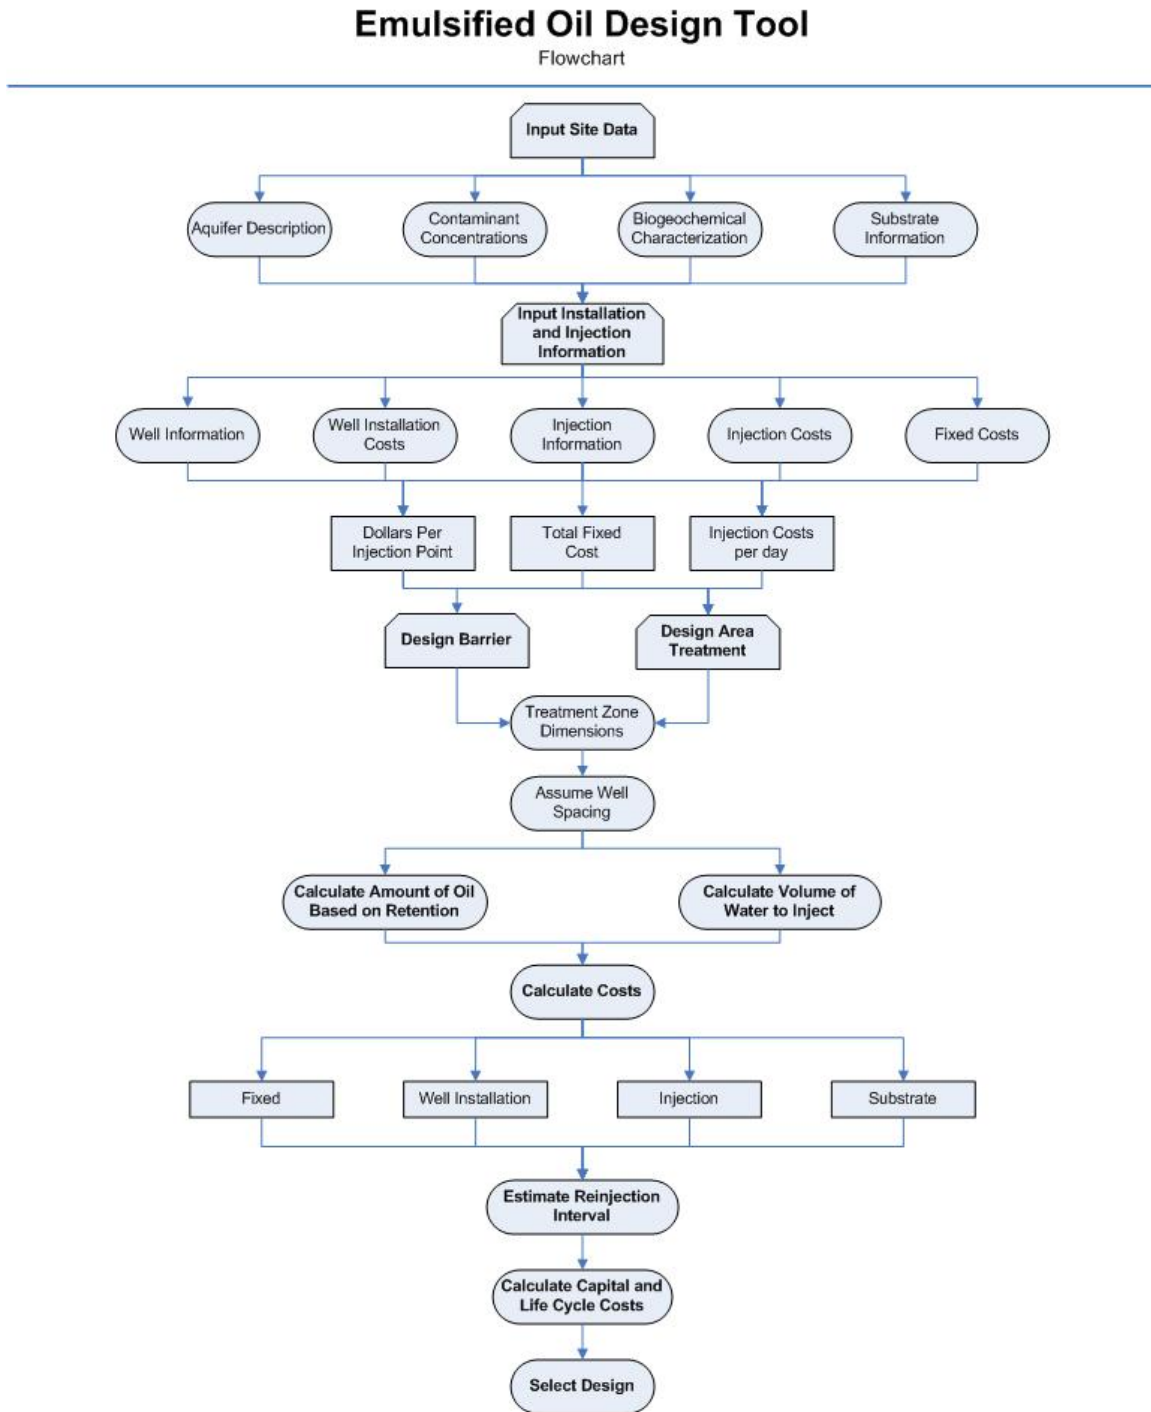 Emulsified Oil Design Tool
Flowchart
Input Site Data
Aquifer Description
Contaminant
Concentrations
Biogeochemical
Characterization
Substrate
Information
Input Installation
and Injection
Information
Well Information
Well Installation
Costs
Injection
Information
Injection Costs
Fixed Costs
Dollars Per
Injection Point
Total Fixed
Cost
Injection Costs
per day
Design Barrier
Design Area
Treatment
Treatment Zone
Dimensions
Assume Well
Spacing
Calculate Amount of Oil
Based on Retention
Calculate Volume of
Water to Inject
Calculate Costs
Fixed
Well Installation
Injection
Substrate
Estimate Reinjection
Interval
Calculate Capital and
Life Cycle Costs
Select Design